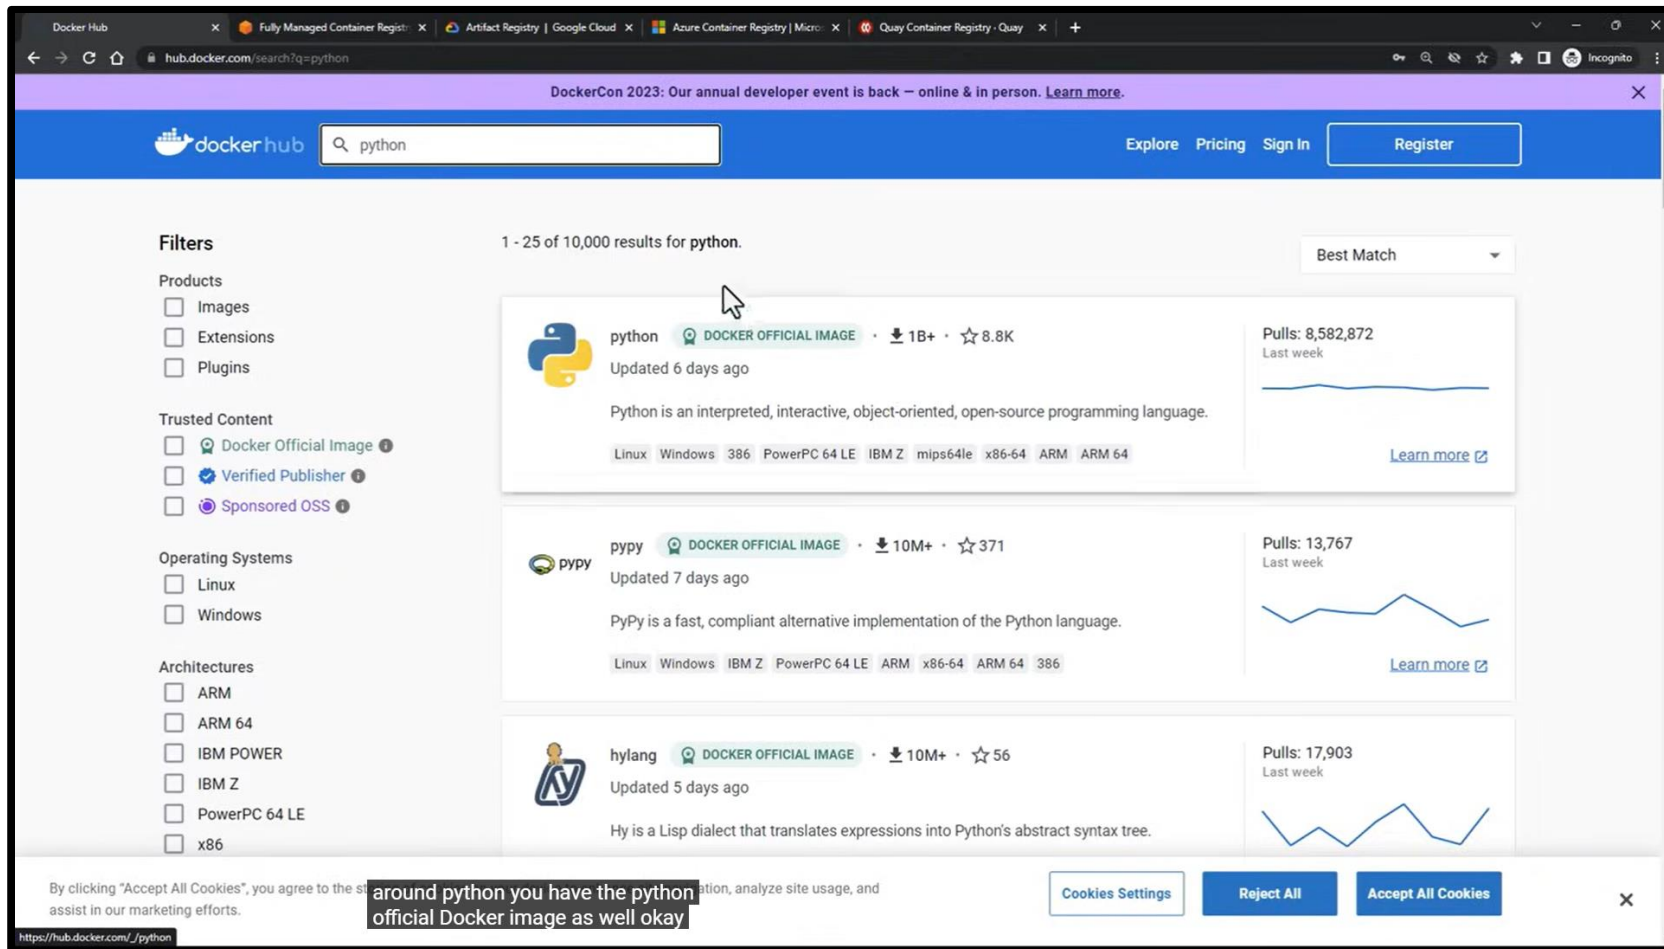 Docker Hub
Fully Managed Container Registr
Artifact Registry | Google Cloud
Azure Container Registry | Micro
Quay Container Registry · Quay
hub.docker.com/search?q=python
Incognito
DockerCon 2023: Our annual developer event is back — online & in person. Learn more.
dockerhub
python
Explore Pricing Sign In Register
Filters
1 - 25 of 10,000 results for python.
Best Match
Products
Images
Extensions
Plugins
Trusted Content
Docker Official Image
Verified Publisher
Sponsored OSS
Operating Systems
Linux
Windows
Architectures
ARM
ARM 64
IBM POWER
IBM Z
PowerPC 64 LE
x86
python DOCKER OFFICIAL IMAGE · 1B+ · 8.8K
Updated 6 days ago
Python is an interpreted, interactive, object-oriented, open-source programming language.
Linux Windows 386 PowerPC 64 LE IBM Z mips64le x86-64 ARM ARM 64
Pulls: 8,582,872
Last week
Learn more
pypy
pypy DOCKER OFFICIAL IMAGE · 10M+ · 371
Updated 7 days ago
PyPy is a fast, compliant alternative implementation of the Python language.
Linux Windows IBM Z PowerPC 64 LE ARM x86-64 ARM 64 386
Pulls: 13,767
Last week
Learn more
hy
hylang DOCKER OFFICIAL IMAGE · 10M+ · 56
Updated 5 days ago
Hy is a Lisp dialect that translates expressions into Python's abstract syntax tree.
Pulls: 17,903
Last week
By clicking "Accept All Cookies", you agree to the st
ation, analyze site usage, and
assist in our marketing efforts.
around python you have the python
official Docker image as well okay
Cookies Settings
Reject All
Accept All Cookies
https://hub.docker.com/_/python